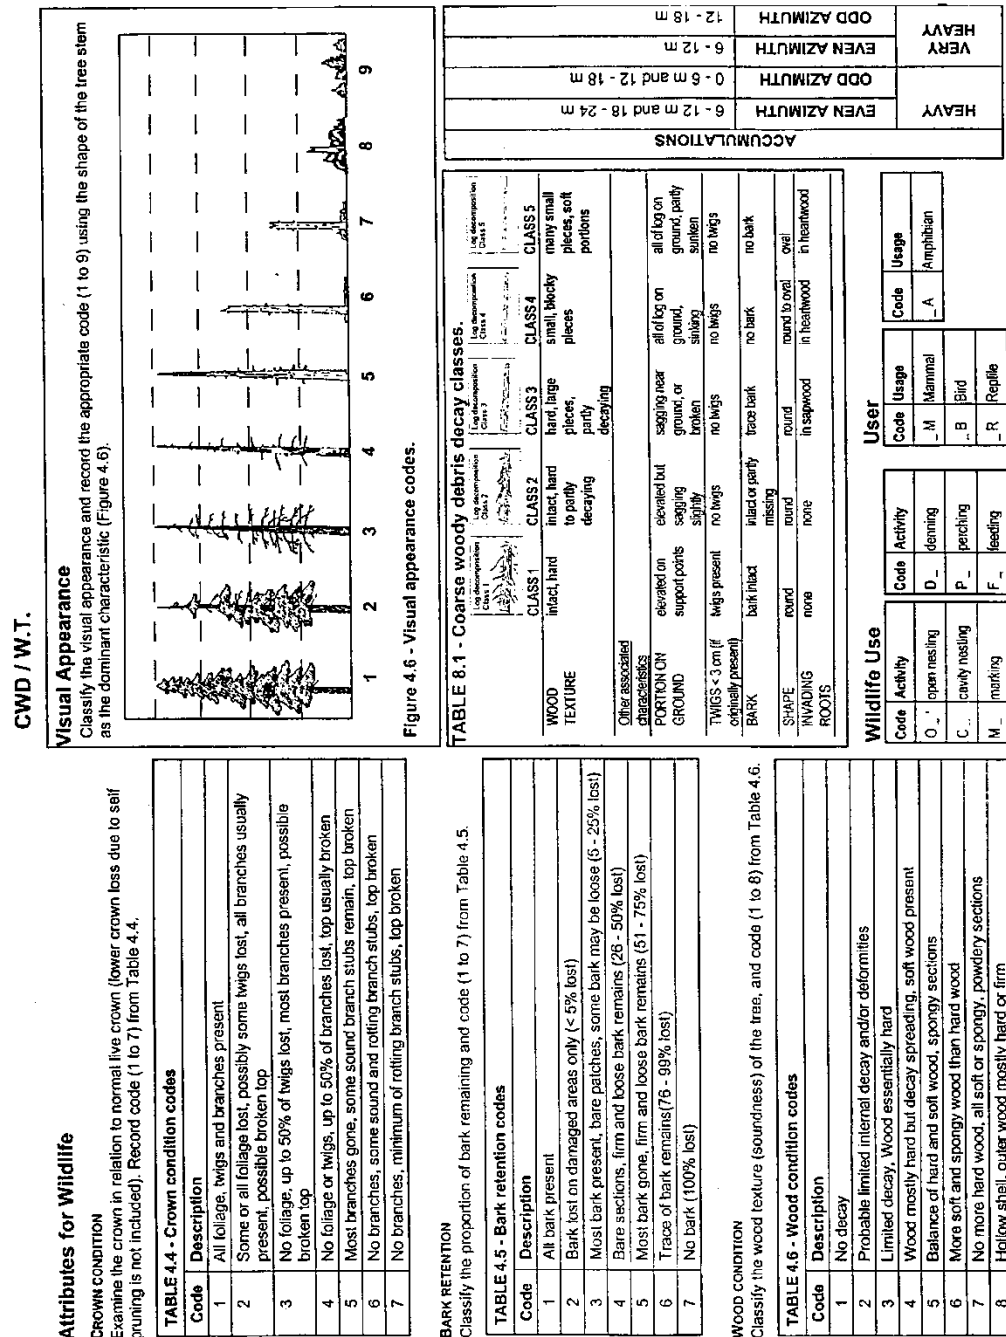 CWD / W.T.
Attributes for Wildlife
CROWN CONDITION
Examine the crown in relation to normal live crown (lower crown loss due to self
pruning is not included). Record code (1 to 7) from Table 4.4.
TABLE 4.4 - Crown condition codes
Code Description
1 All foliage, twigs and branches present
2 Some or all foliage lost, possibly some twigs lost, all branches usually
present, possible broken top
3 No foliage, up to 50% of twigs lost, most branches present, possible
broken top
4 No foliage or twigs, up to 50% of branches lost, top usually broken
5 Most branches gone, some sound branch stubs remain, top broken
6 No branches, some sound and rotting branch stubs, top broken
7 No branches, minimum of rotting branch stubs, top broken
BARK RETENTION
Classify the proportion of bark remaining and code (1 to 7) from Table 4.5.
TABLE 4.5 - Bark retention codes
Code Description
1 All bark present
2 Bark lost on damaged areas only (< 5% lost)
3 Most bark present, bare patches, some bark may be loose (5 - 25% lost)
4 Bare sections, firm and loose bark remains (26 - 50% lost)
5 Most bark gone, firm and loose bark remains (51 - 75% lost)
6 Trace of bark remains(76 - 99% lost)
7 No bark (100% lost)
WOOD CONDITION
Classify the wood texture (soundness) of the tree, and code (1 to 8) from Table 4.6.
TABLE 4.6 - Wood condition codes
Code Description
1 No decay
2 Probable limited internal decay and/or deformities
3 Limited decay, Wood essentially hard
4 Wood mostly hard but decay spreading, soft wood present
5 Balance of hard and soft wood, spongy sections
6 More soft and spongy wood than hard wood
7 No more hard wood, all soft or spongy, powdery sections
8 Hollow shell, outer wood mostly hard or firm
Visual Appearance
Classify the visual appearance and record the appropriate code (1 to 9) using the shape of the tree stem
as the dominant characteristic (Figure 4.6).
1 2 3 4 5 6 7 8 9
Figure 4.6 - Visual appearance codes.
TABLE 8.1 - Coarse woody debris decay classes.
Log decomposition Class 1 Log decomposition Class 2 Log decomposition Class 3 Log decomposition Class 4 Log decomposition Class 5
CLASS 1 CLASS 2 CLASS 3 CLASS 4 CLASS 5
WOOD intact, hard intact, hard hard, large small, blocky many small
TEXTURE to partly pieces, pieces pieces, soft
decaying partly portions
decaying
Other associated
characteristics
PORTION ON elevated on elevated but sagging near all of log on all of log on
GROUND support points sagging ground, or ground, ground, partly
slightly broken sinking sunken
TWIGS < 3 cm (if twigs present no twigs no twigs no twigs no twigs
originally present)
BARK bark intact intact or partly trace bark no bark no bark
missing
SHAPE round round round round to oval oval
INVADING none none in sapwood in heartwood in heartwood
ROOTS
Wildlife Use User
Code Activity Code Activity Code Usage Code Usage
O _ ' open nesting D _ denning _ M Mammal _ A Amphibian
C _ cavity nesting P _ perching _ B Bird
M _ marking F _ feeding _ R Reptile
ACCUMULATIONS
HEAVY EVEN AZIMUTH 6 - 12 m and 18 - 24 m
ODD AZIMUTH 0 - 6 m and 12 - 18 m
VERY HEAVY EVEN AZIMUTH 6 - 12 m
ODD AZIMUTH 12 - 18 m